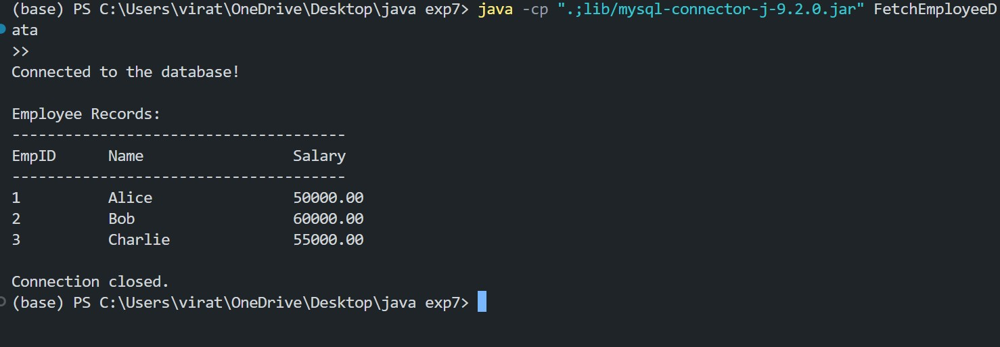 (base) PS C:\Users\virat\OneDrive\Desktop\java exp7> java -cp ".;lib/mysql-connector-j-9.2.0.jar" FetchEmployeeD
ata
>>
Connected to the database!
Employee Records:
--------------------------------------
EmpID      Name                 Salary
--------------------------------------
1          Alice                50000.00
2          Bob                  60000.00
3          Charlie              55000.00
Connection closed.
(base) PS C:\Users\virat\OneDrive\Desktop\java exp7>